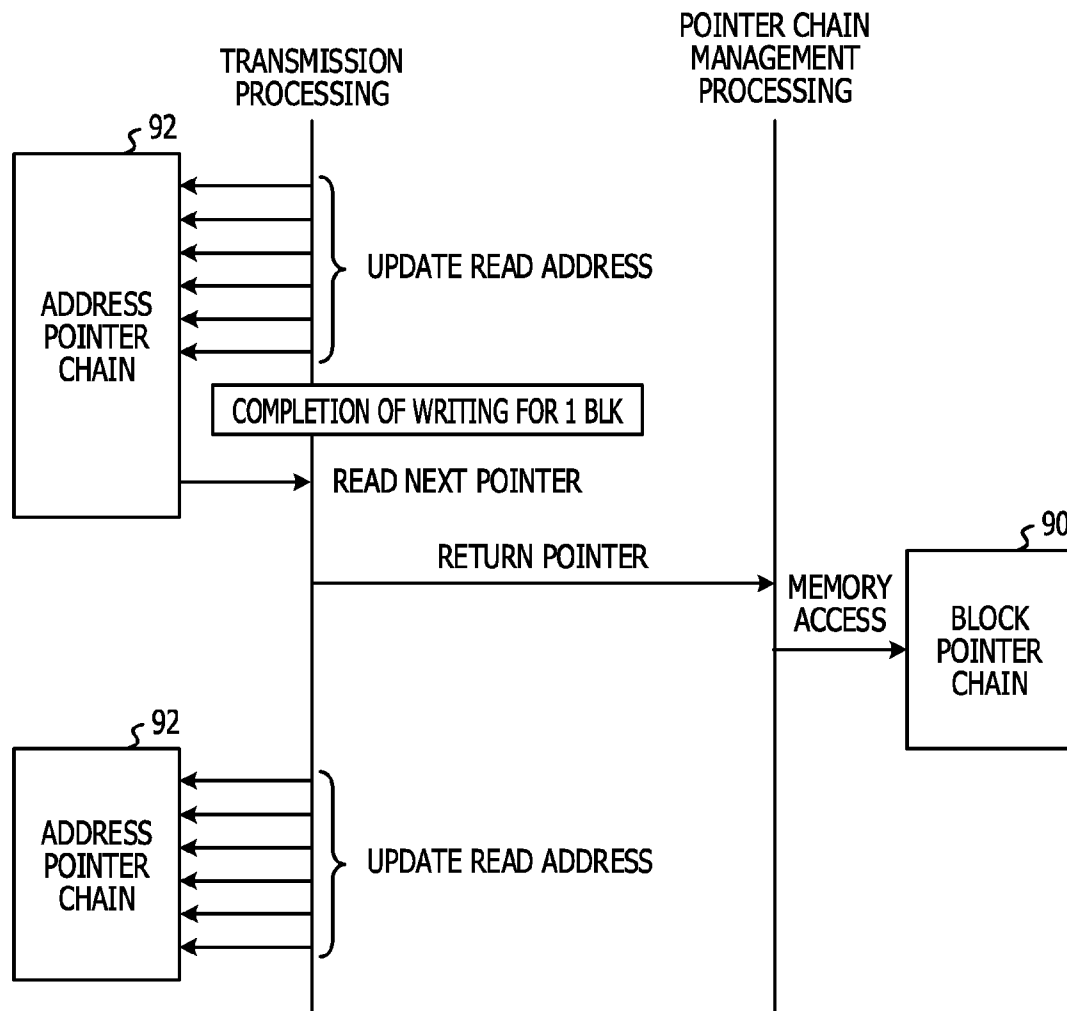 TRANSMISSION
PROCESSING
POINTER CHAIN
MANAGEMENT
PROCESSING
92
ADDRESS
POINTER
CHAIN
UPDATE READ ADDRESS
COMPLETION OF WRITING FOR 1 BLK
READ NEXT POINTER
RETURN POINTER
MEMORY
ACCESS
90
BLOCK
POINTER
CHAIN
92
ADDRESS
POINTER
CHAIN
UPDATE READ ADDRESS